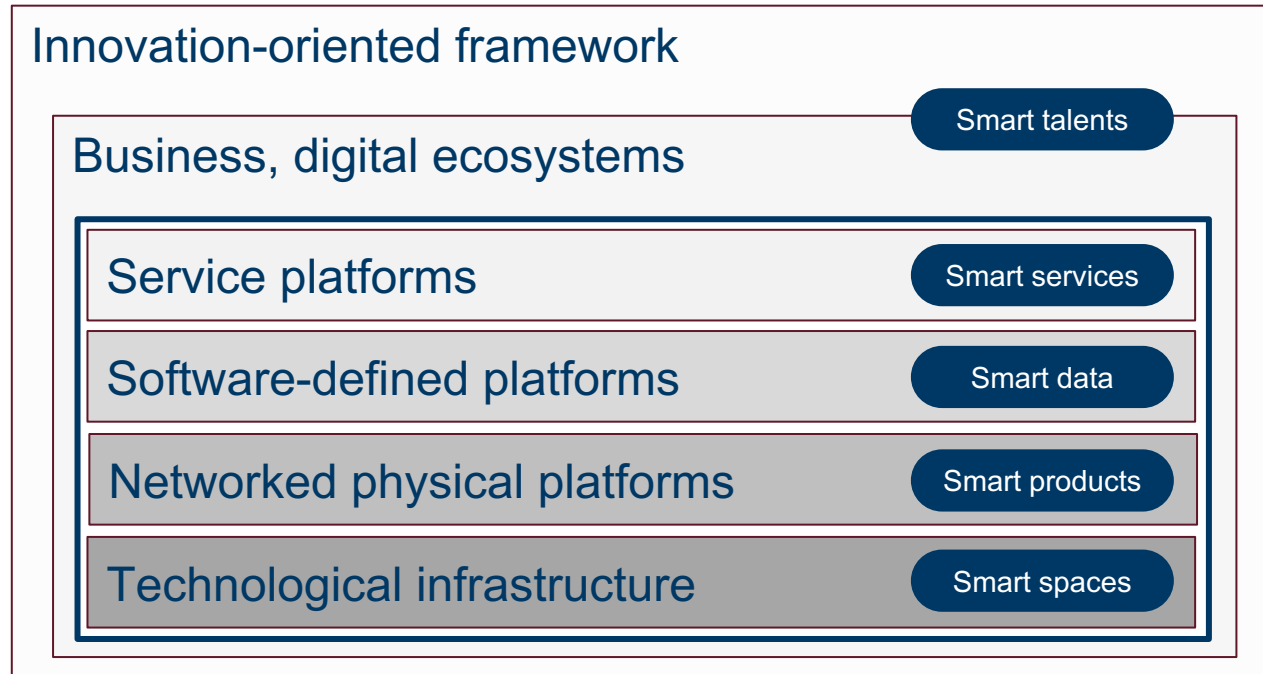 Innovation-oriented framework
Smart talents
Business, digital ecosystems
Service platforms
Smart services
Software-defined platforms
Smart data
Networked physical platforms
Smart products
Technological infrastructure
Smart spaces